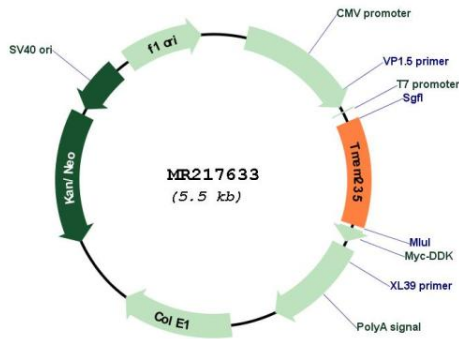 CMV promoter
VP1.5 primer
T7 promoter
SgfI
Tmem235
MluI
Myc-DDK
XL39 primer
PolyA signal
Col E1
Kan/Neo
SV40 ori
f1 ori
MR217633
(5.5 kb)